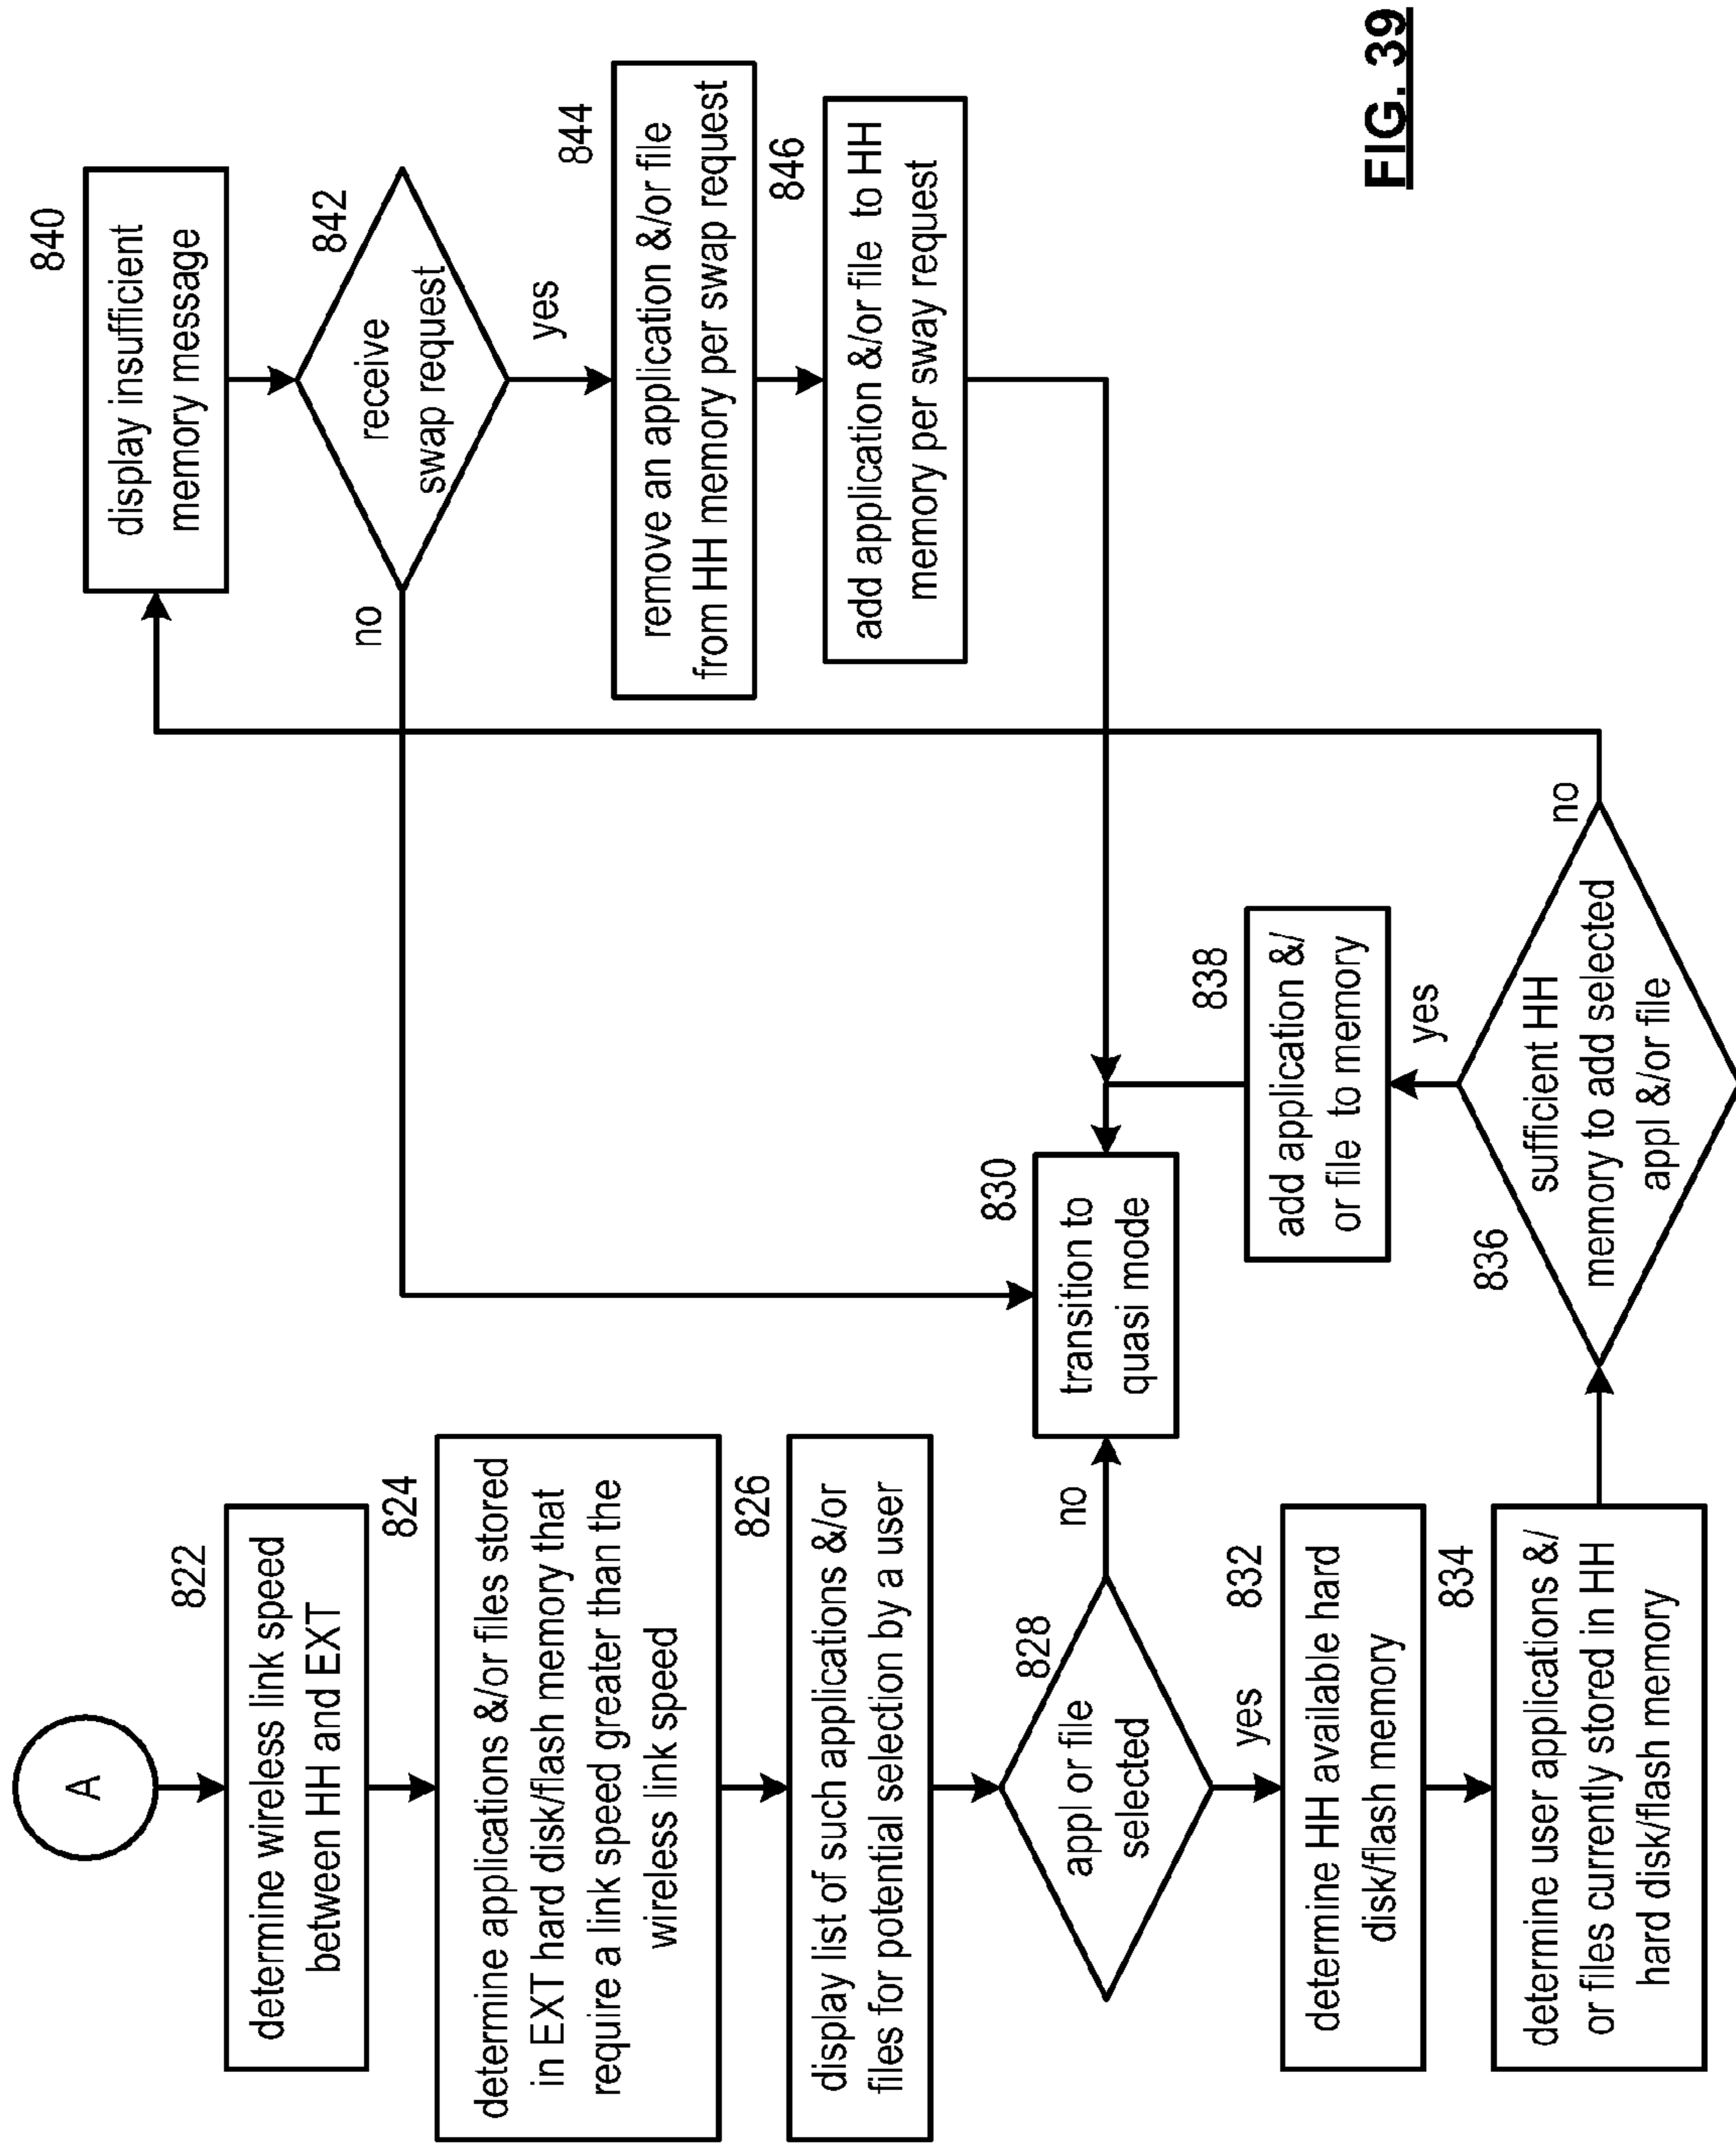 A
822
determine wireless link speed
between HH and EXT
824
determine applications &/or files stored
in EXT hard disk/flash memory that
require a link speed greater than the
wireless link speed
826
display list of such applications &/or
files for potential selection by a user
828
appl or file
selected
no
yes
830
transition to
quasi mode
832
determine HH available hard
disk/flash memory
834
determine user applications &/
or files currently stored in HH
hard disk/flash memory
836
sufficient HH
memory to add selected
appl &/or file
yes
no
838
add application &/
or file to memory
840
display insufficient
memory message
842
receive
swap request
no
yes
844
remove an application &/or file
from HH memory per swap request
846
add application &/or file to HH
memory per sway request
FIG. 39